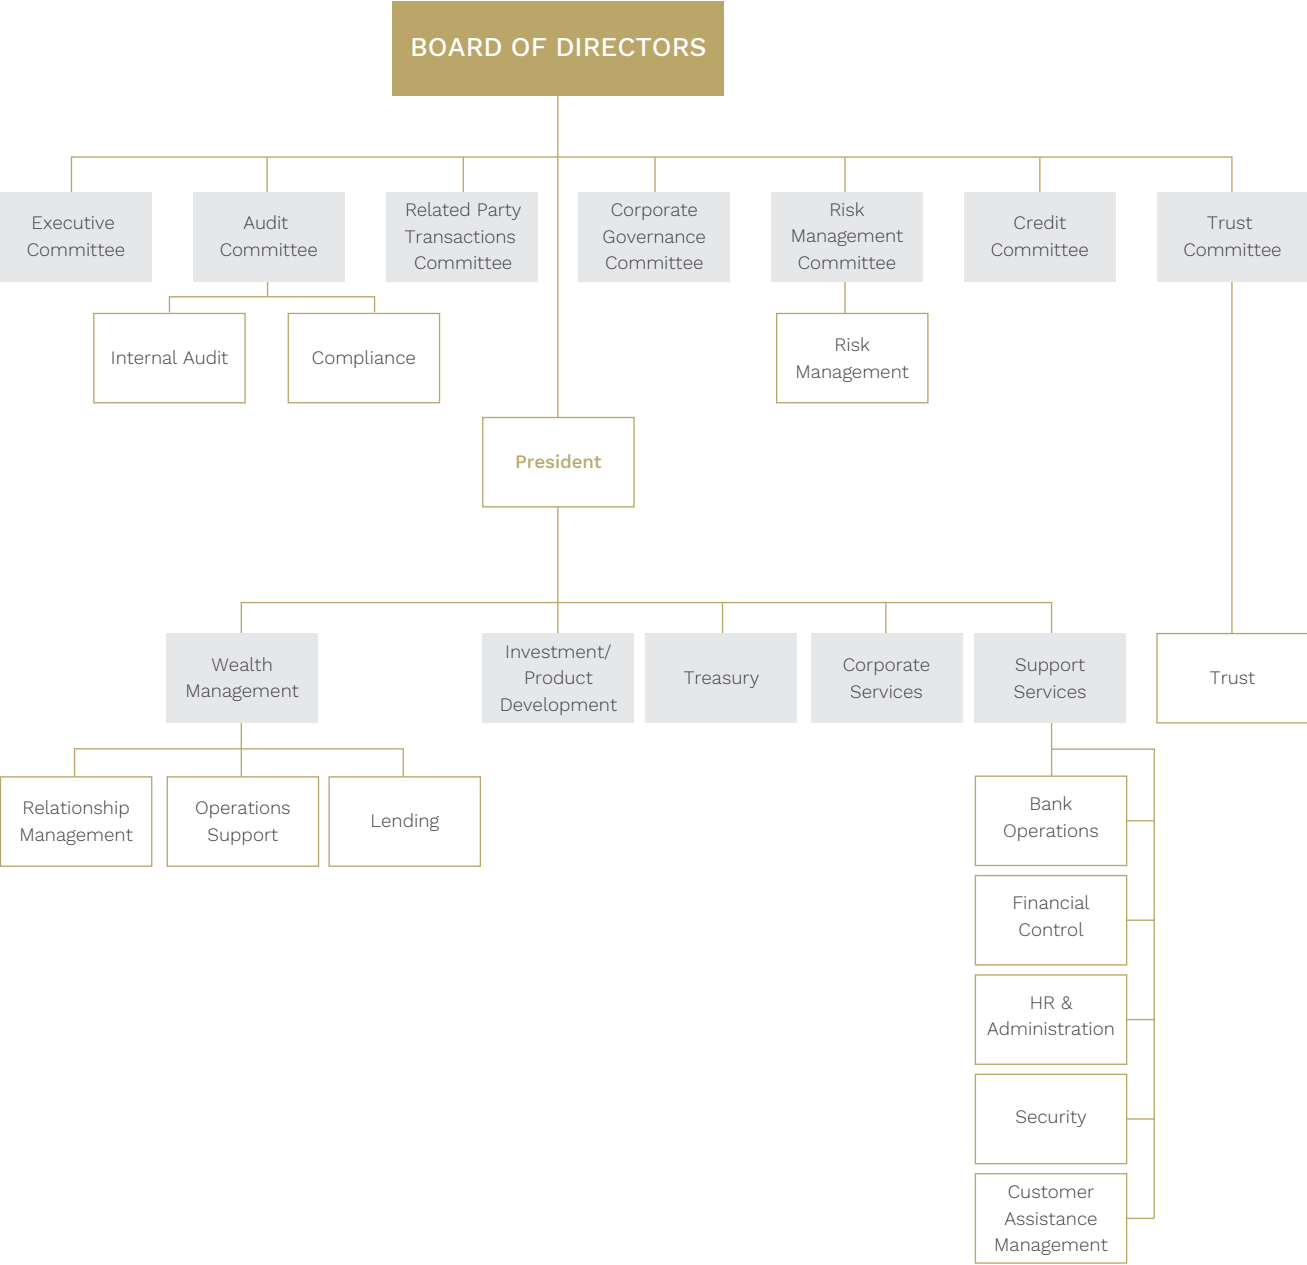 BOARD OF DIRECTORS
Executive
Committee
Audit
Committee
Related Party
Transactions
Committee
Corporate
Governance
Committee
Risk
Management
Committee
Credit
Committee
Trust
Committee
Internal Audit
Compliance
Risk
Management
President
Wealth
Management
Investment/
Product
Development
Treasury
Corporate
Services
Support
Services
Trust
Relationship
Management
Operations
Support
Lending
Bank
Operations
Financial
Control
HR &
Administration
Security
Customer
Assistance
Management